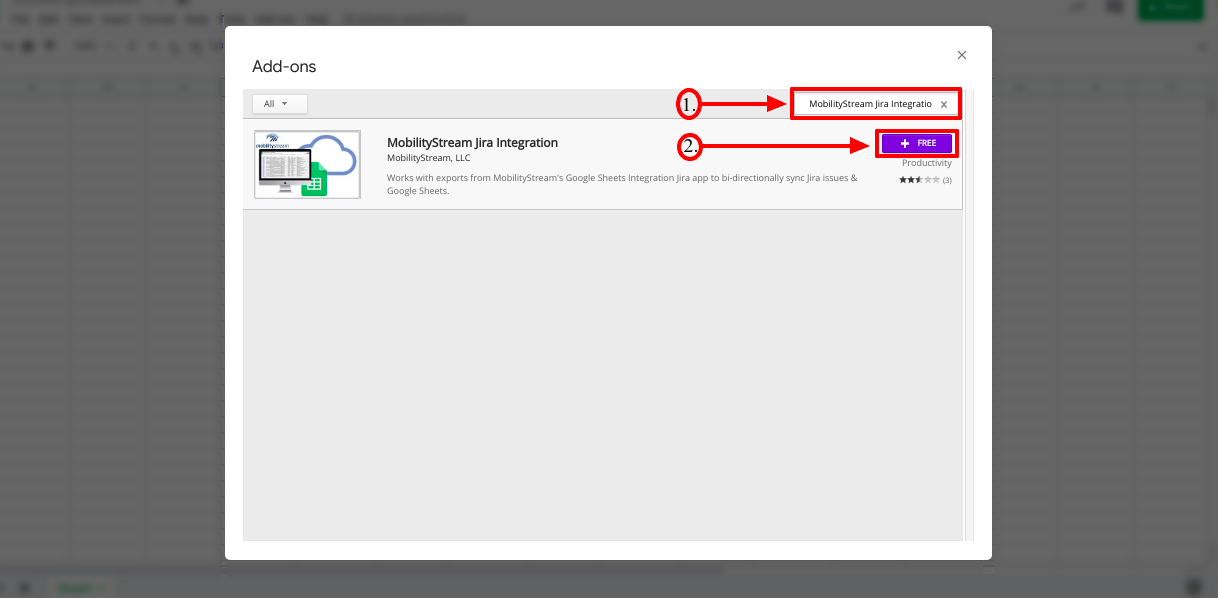 Add-ons
All
1.
MobilityStream Jira Integratio
MobilityStream Jira Integration
2.
FREE
MobilityStream, LLC
Productivity
Works with exports from MobilityStream's Google Sheets Integration Jira app to bi-directionally sync Jira issues &
Google Sheets.
(3)
mobilitystream